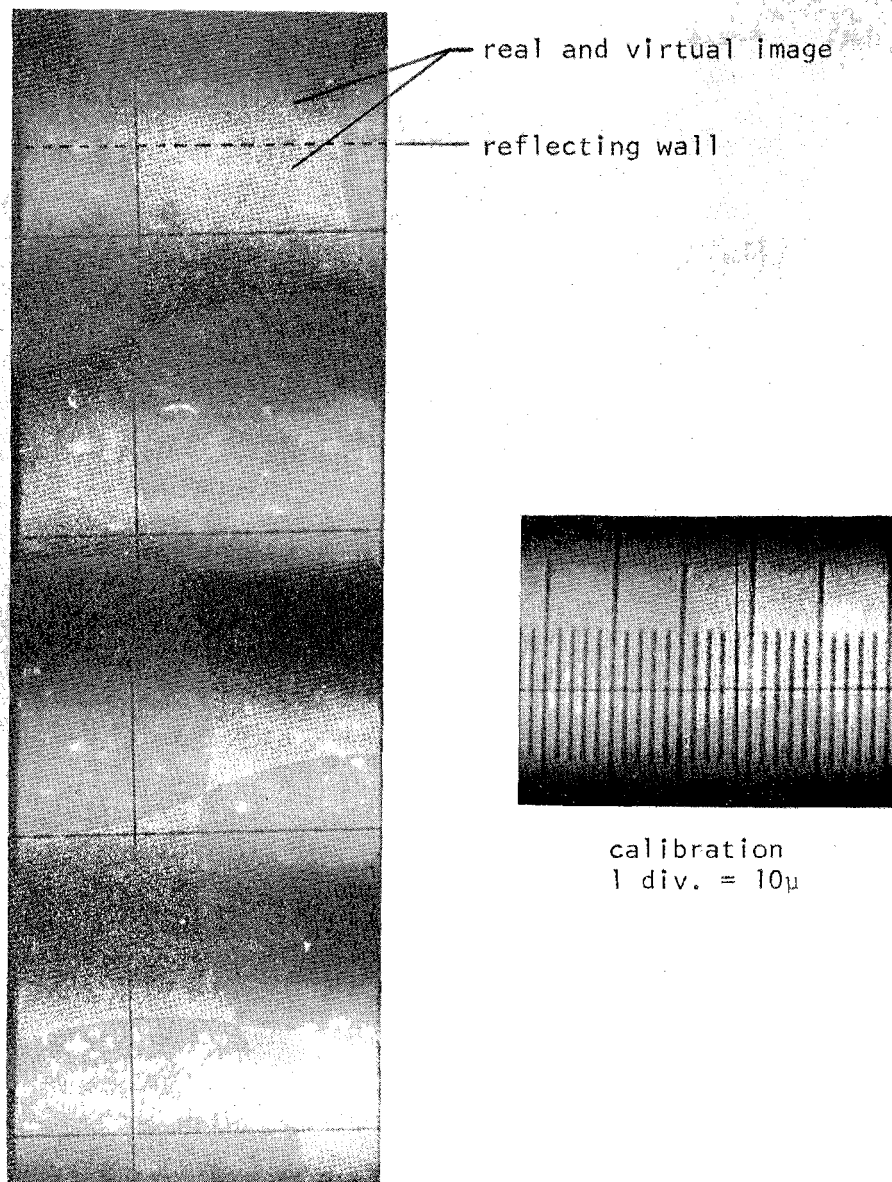 real and virtual image
reflecting wall
calibration
1 div. = 10μ